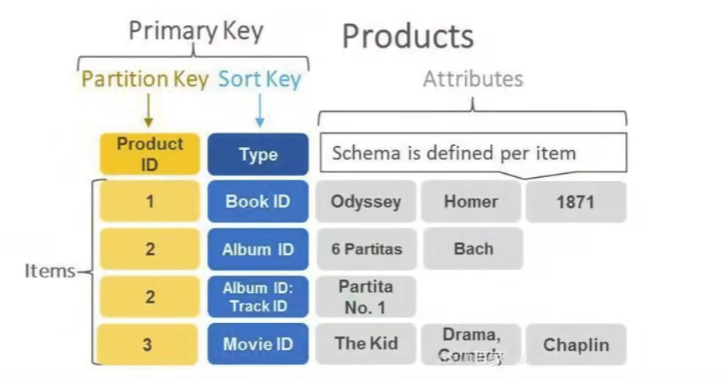 Primary Key
Products
Partition Key Sort Key
Attributes
Product
ID
Type
Schema is defined per item
1
Book ID
Odyssey
Homer
1871
2
Album ID
6 Partitas
Bach
Items
2
Album ID:
Track ID
Partita
No. 1
3
Movie ID
The Kid
Drama,
Comedy
Chaplin